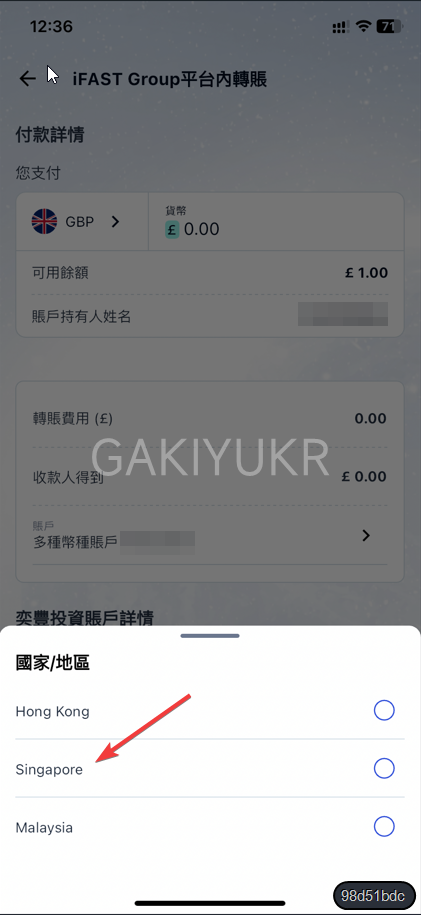 12:36
71
iFAST Group平台內轉賬
付款詳情
您支付
GBP
貨幣
£ 0.00
可用餘額 £ 1.00
賬戶持有人姓名
轉賬費用 (£) 0.00
GAKIYUKR
收款人得到 £ 0.00
賬戶
多種幣種賬戶
奕豐投資賬戶詳情
國家/地區
Hong Kong
Singapore
Malaysia
98d51bdc